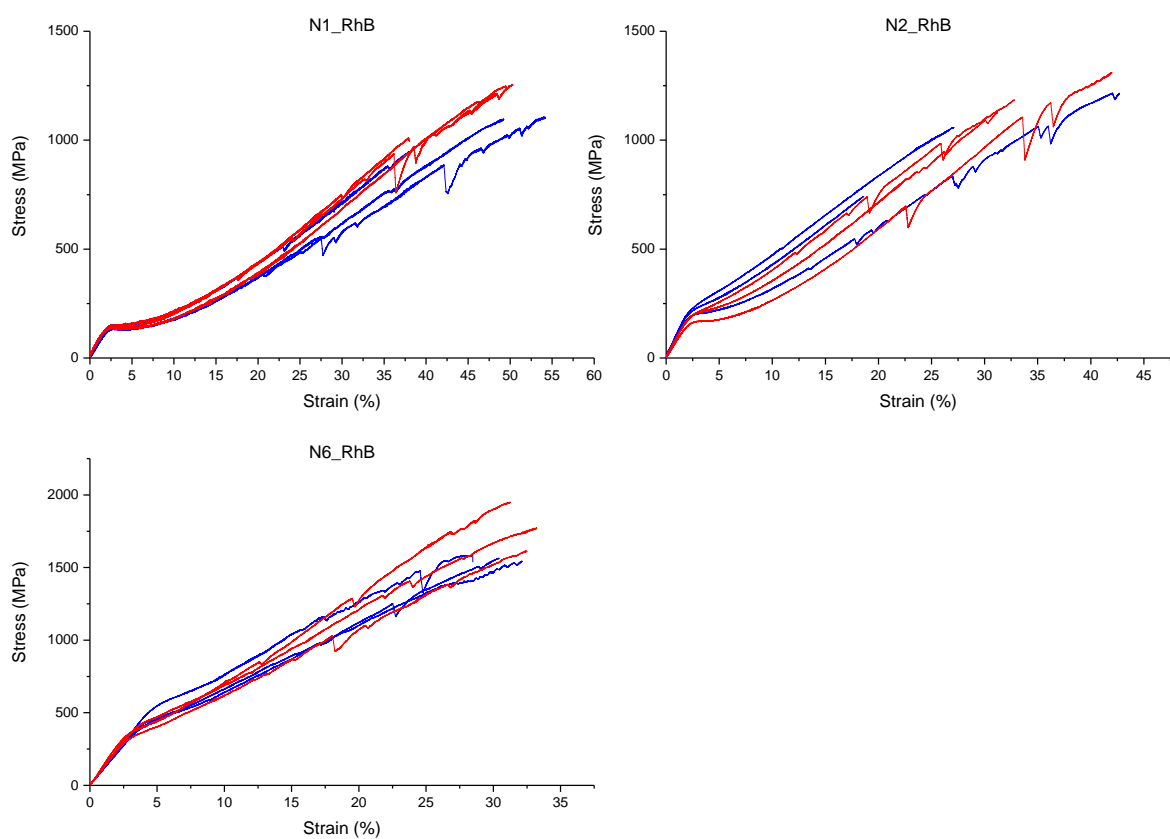 N1_RhB
1500
1000
500
0
Stress (MPa)
0 5 10 15 20 25 30 35 40 45 50 55 60
Strain (%)
N2_RhB
1500
1000
500
0
Stress (MPa)
0 5 10 15 20 25 30 35 40 45
Strain (%)
N6_RhB
2000
1500
1000
500
0
Stress (MPa)
0 5 10 15 20 25 30 35
Strain (%)